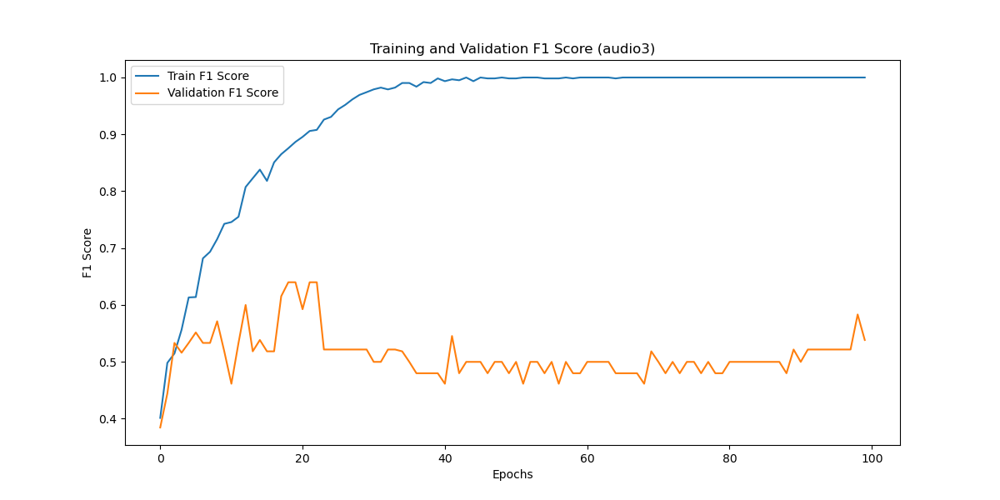 Training and Validation F1 Score (audio3)
Train F1 Score
Validation F1 Score
1.0
0.9
0.8
0.7
0.6
0.5
0.4
F1 Score
0
20
40
60
80
100
Epochs